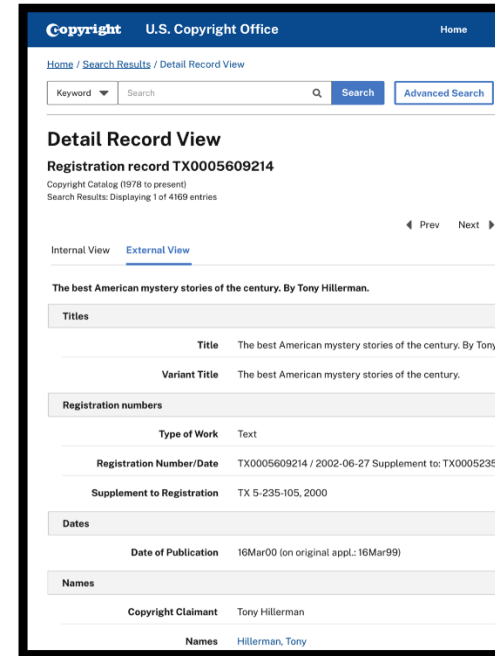 Copyright U.S. Copyright Office Home
Home / Search Results / Detail Record View
Keyword Search Search Advanced Search
Detail Record View
Registration record TX0005609214
Copyright Catalog (1978 to present)
Search Results: Displaying 1 of 4169 entries
Prev Next
Internal View External View
The best American mystery stories of the century. By Tony Hillerman.
Titles
Title The best American mystery stories of the century. By Tony
Variant Title The best American mystery stories of the century.
Registration numbers
Type of Work Text
Registration Number/Date TX0005609214 / 2002-06-27 Supplement to: TX0005235
Supplement to Registration TX 5-235-105, 2000
Dates
Date of Publication 16Mar00 (on original appl.: 16Mar99)
Names
Copyright Claimant Tony Hillerman
Names Hillerman, Tony